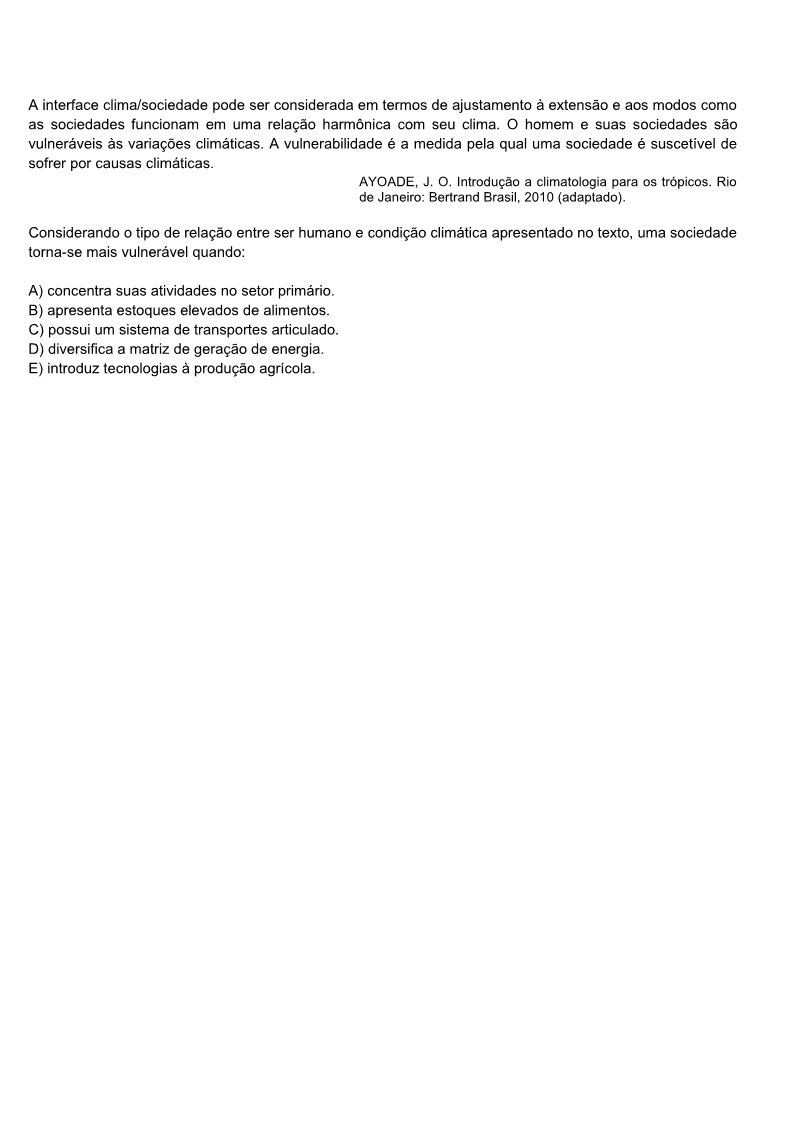 A interface clima/sociedade pode ser considerada em termos de ajustamento à extensão e aos modos como
as sociedades funcionam em uma relação harmônica com seu clima. O homem e suas sociedades são
vulneráveis às variações climáticas. A vulnerabilidade é a medida pela qual uma sociedade é suscetível de
sofrer por causas climáticas.
AYOADE, J. O. Introdução a climatologia para os trópicos. Rio
de Janeiro: Bertrand Brasil, 2010 (adaptado).
Considerando o tipo de relação entre ser humano e condição climática apresentado no texto, uma sociedade
torna-se mais vulnerável quando:
A) concentra suas atividades no setor primário.
B) apresenta estoques elevados de alimentos.
C) possui um sistema de transportes articulado.
D) diversifica a matriz de geração de energia.
E) introduz tecnologias à produção agrícola.